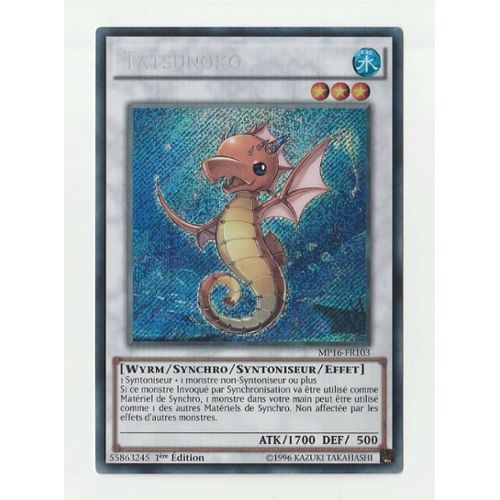 TATSUNOKO
EAU
水
MP16-FR103
[WYRM/SYNCHRO/SYNTONISEUR/EFFET]
1 Syntoniseur + 1 monstre non-Syntoniseur ou plus
Si ce monstre Invoqué par Synchronisation va être utilisé comme
Matériel de Synchro, 1 monstre dans votre main peut être utilisé
comme 1 des autres Matériels de Synchro. Non affectée par les
effets d'autres monstres.
ATK/1700 DEF/ 500
55863245 1ère Édition ©1996 KAZUKI TAKAHASHI